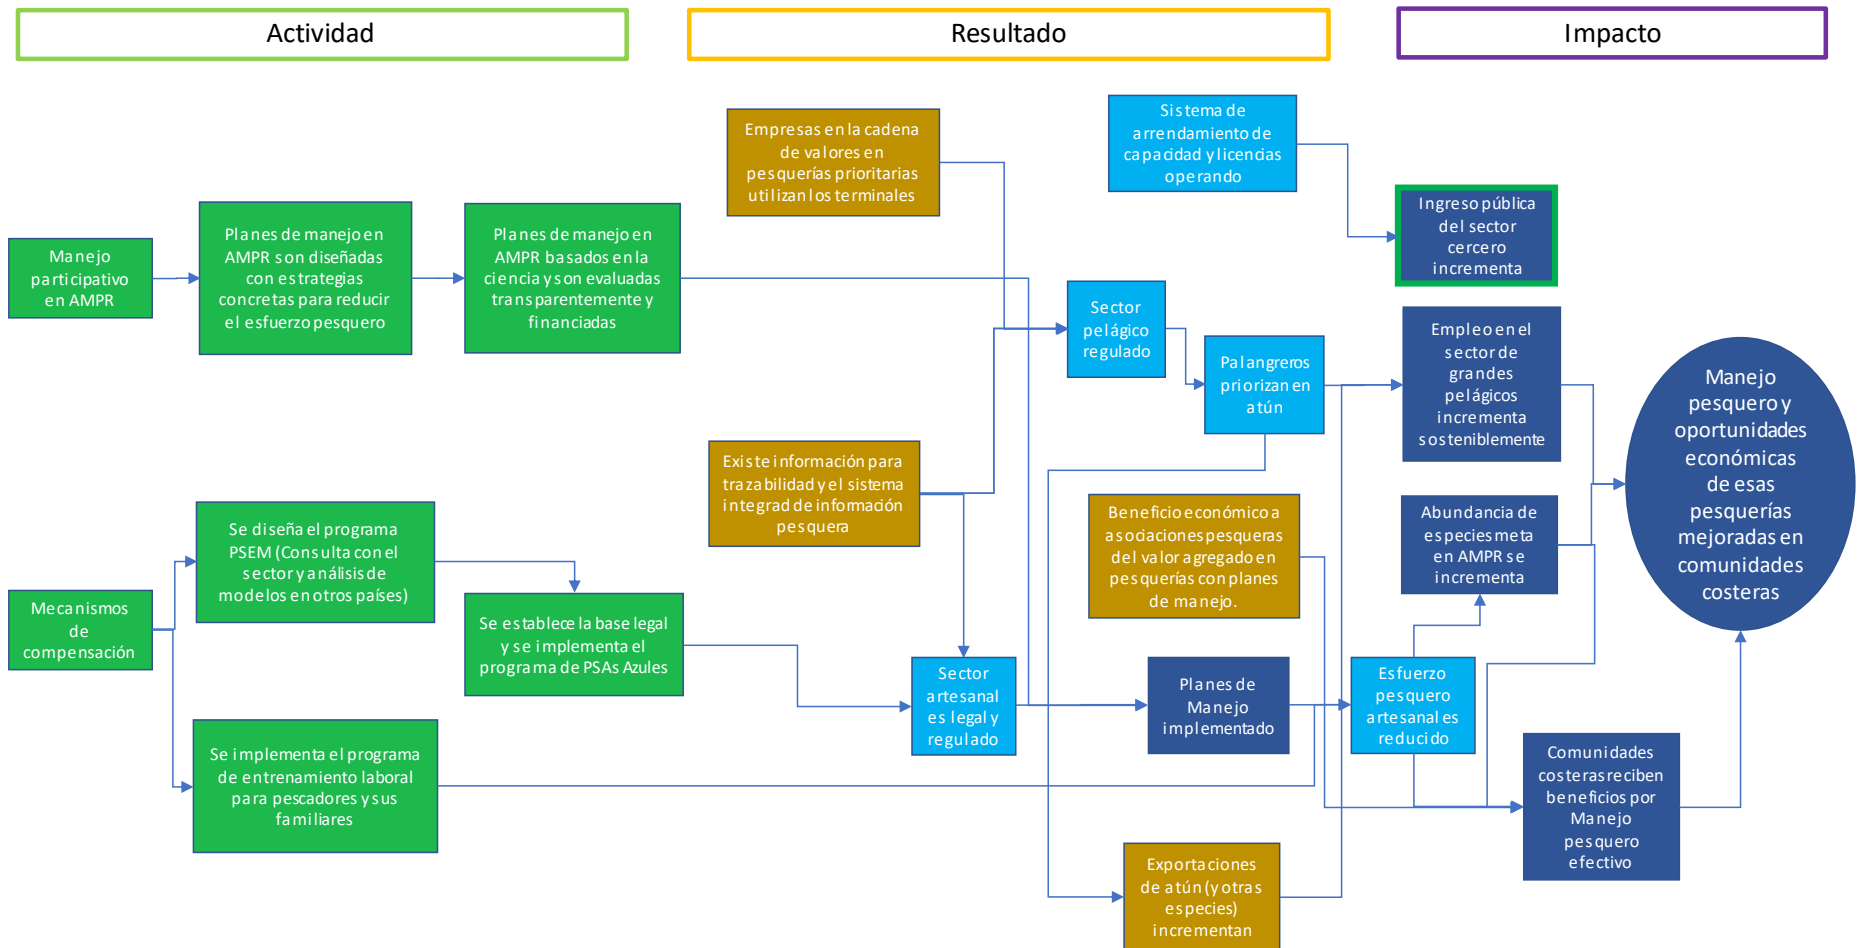 Actividad
Resultado
Impacto
Empresas en la cadena
de valores en
pesquerías prioritarias
utilizan los terminales
Sistema de
arrendamiento de
capacidad y licencias
operando
Manejo
participativo
en AMPR
Planes de manejo en
AMPR son diseñadas
con estrategias
concretas para reducir
el esfuerzo pesquero
Planes de manejo en
AMPR basados en la
ciencia y son evaluadas
transparentemente y
financiadas
Ingreso pública
del sector
cercero
incrementa
Sector
pelágico
regulado
Palangreros
priorizan en
atún
Empleo en el
sector de
grandes
pelágicos
incrementa
sosteniblemente
Manejo
pesquero y
oportunidades
económicas
de esas
pesquerías
mejoradas en
comunidades
costeras
Existe información para
trazabilidad y el sistema
integrad de información
pesquera
Beneficio económico a
asociaciones pesqueras
del valor agregado en
pesquerías con planes
de manejo.
Abundancia de
especies meta
en AMPR se
incrementa
Mecanismos
de
compensación
Se diseña el programa
PSEM (Consulta con el
sector y análisis de
modelos en otros países)
Se establece la base legal
y se implementa el
programa de PSAs Azules
Sector
artesanal
es legal y
regulado
Planes de
Manejo
implementado
Esfuerzo
pesquero
artesanal es
reducido
Se implementa el programa
de entrenamiento laboral
para pescadores y sus
familiares
Comunidades
costeras reciben
beneficios por
Manejo
pesquero
efectivo
Exportaciones
de atún (y otras
especies)
incrementan